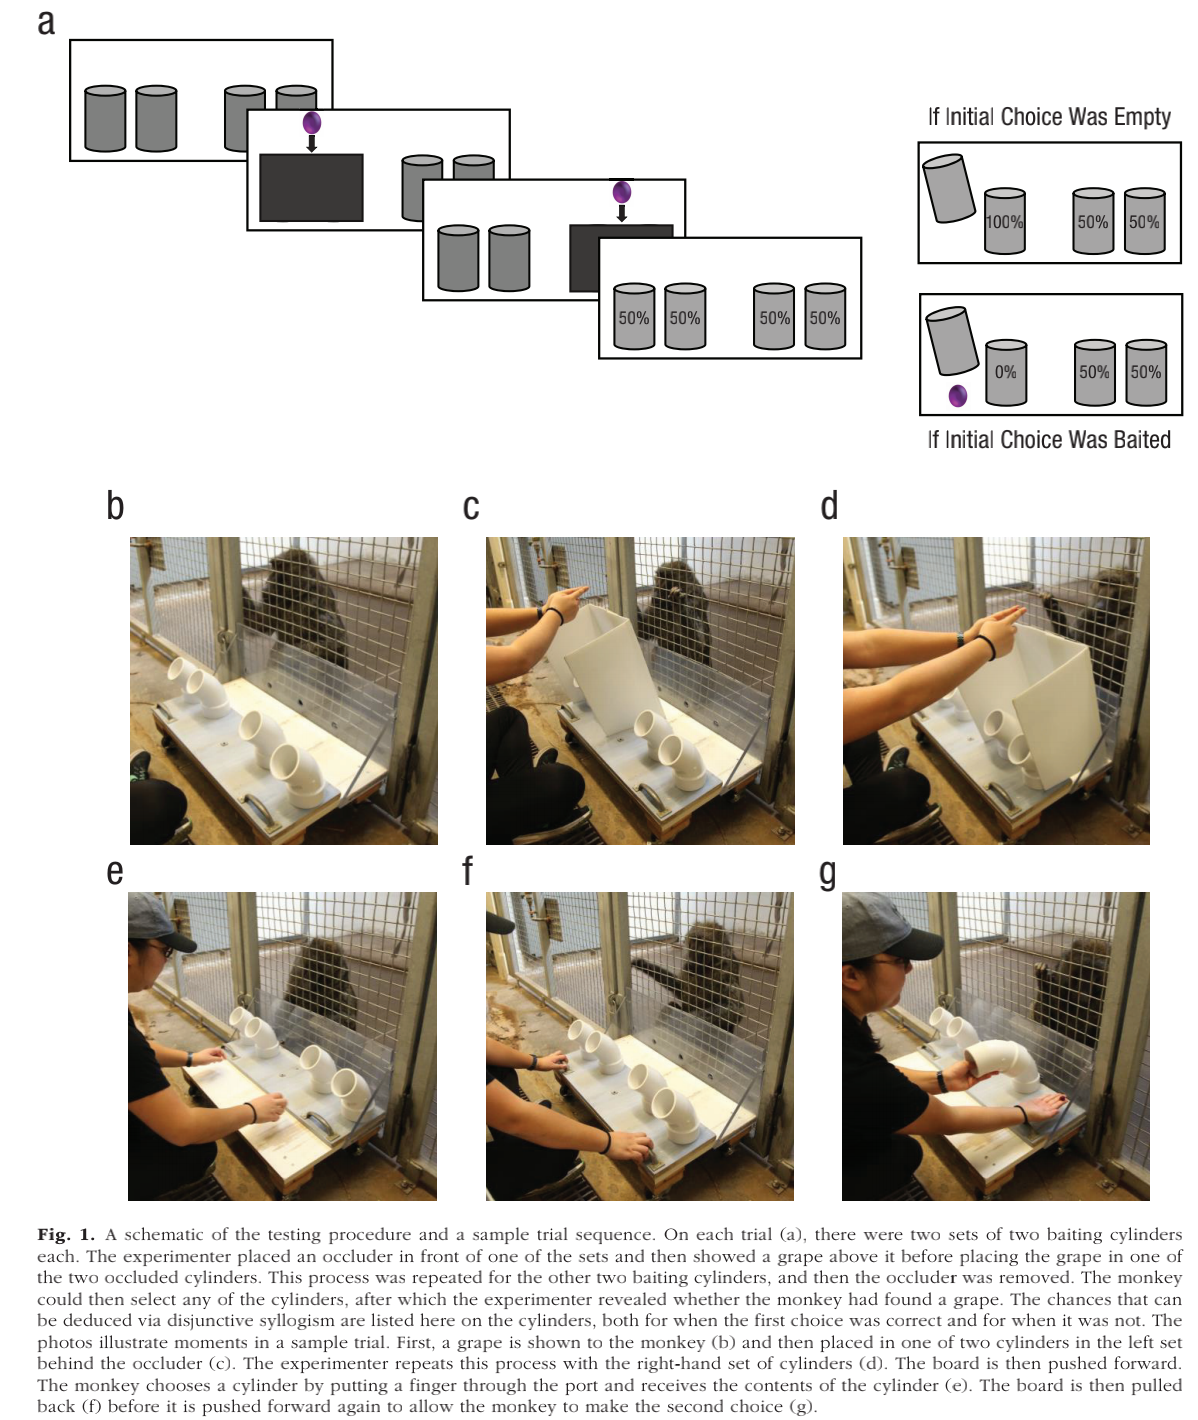 a
If Initial Choice Was Empty
100%
50%
50%
50%
50%
50%
50%
0%
50%
50%
If Initial Choice Was Baited
b
c
d
e
f
g
Fig. 1. A schematic of the testing procedure and a sample trial sequence. On each trial (a), there were two sets of two baiting cylinders
each. The experimenter placed an occluder in front of one of the sets and then showed a grape above it before placing the grape in one of
the two occluded cylinders. This process was repeated for the other two baiting cylinders, and then the occluder was removed. The monkey
could then select any of the cylinders, after which the experimenter revealed whether the monkey had found a grape. The chances that can
be deduced via disjunctive syllogism are listed here on the cylinders, both for when the first choice was correct and for when it was not. The
photos illustrate moments in a sample trial. First, a grape is shown to the monkey (b) and then placed in one of two cylinders in the left set
behind the occluder (c). The experimenter repeats this process with the right-hand set of cylinders (d). The board is then pushed forward.
The monkey chooses a cylinder by putting a finger through the port and receives the contents of the cylinder (e). The board is then pulled
back (f) before it is pushed forward again to allow the monkey to make the second choice (g).